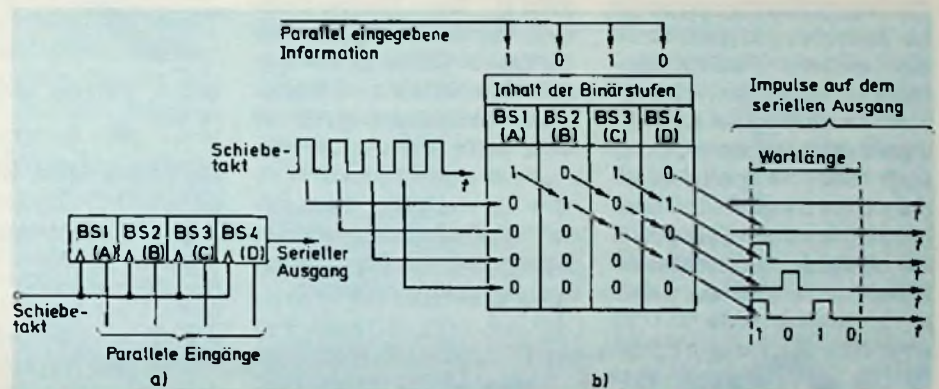 Parallel eingegebene
Information
1 0 1 0
Inhalt der Binärstufen
BS1 BS2 BS3 BS4
(A) (B) (C) (D)
1 0 1 0
0 1 0 1
0 0 1 0
0 0 0 1
0 0 0 0
Schiebe-
takt
t
Impulse auf dem
seriellen Ausgang
Wortlänge
t
t
t
t
t
1 0 1 0
BS1 BS2 BS3 BS4
(A) (B) (C) (D)
Serieller
Ausgang
Schiebe-
takt
Parallele Eingänge
a)
b)